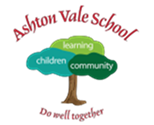 Ashton Vale School
learning
children
community
Do well together